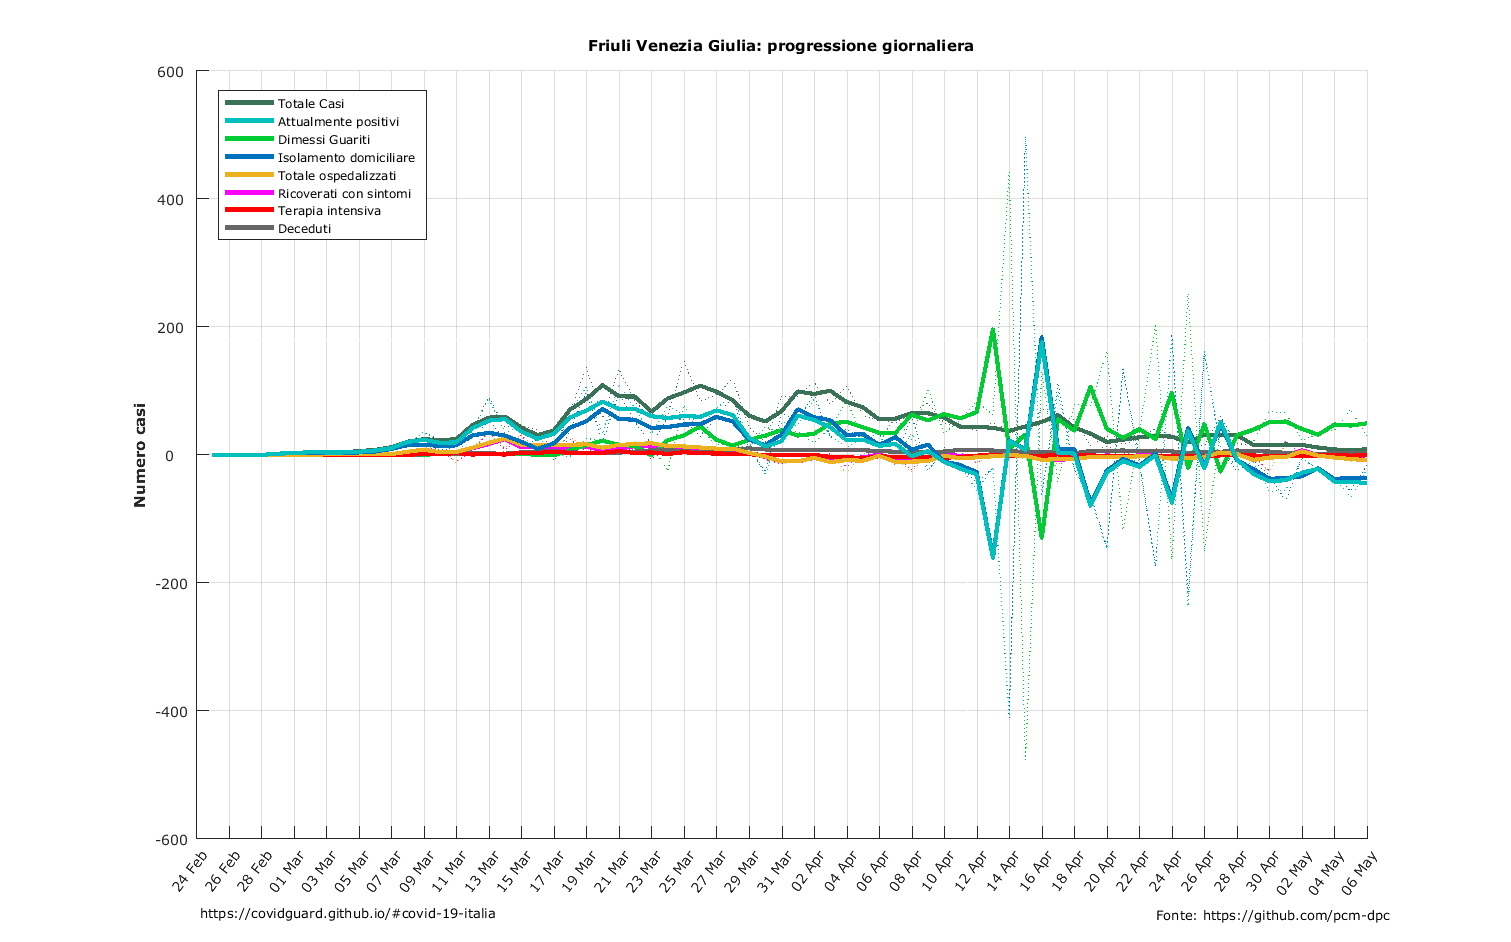 Friuli Venezia Giulia: progressione giornaliera
600
400
200
0
-200
-400
-600
Numero casi
Totale Casi
Attualmente positivi
Dimessi Guariti
Isolamento domiciliare
Totale ospedalizzati
Ricoverati con sintomi
Terapia intensiva
Deceduti
24 Feb
26 Feb
28 Feb
01 Mar
03 Mar
05 Mar
07 Mar
09 Mar
11 Mar
13 Mar
15 Mar
17 Mar
19 Mar
21 Mar
23 Mar
25 Mar
27 Mar
29 Mar
31 Mar
02 Apr
04 Apr
06 Apr
08 Apr
10 Apr
12 Apr
14 Apr
16 Apr
18 Apr
20 Apr
22 Apr
24 Apr
26 Apr
28 Apr
30 Apr
02 May
04 May
06 May
https://covidguard.github.io/#covid-19-italia
Fonte: https://github.com/pcm-dpc